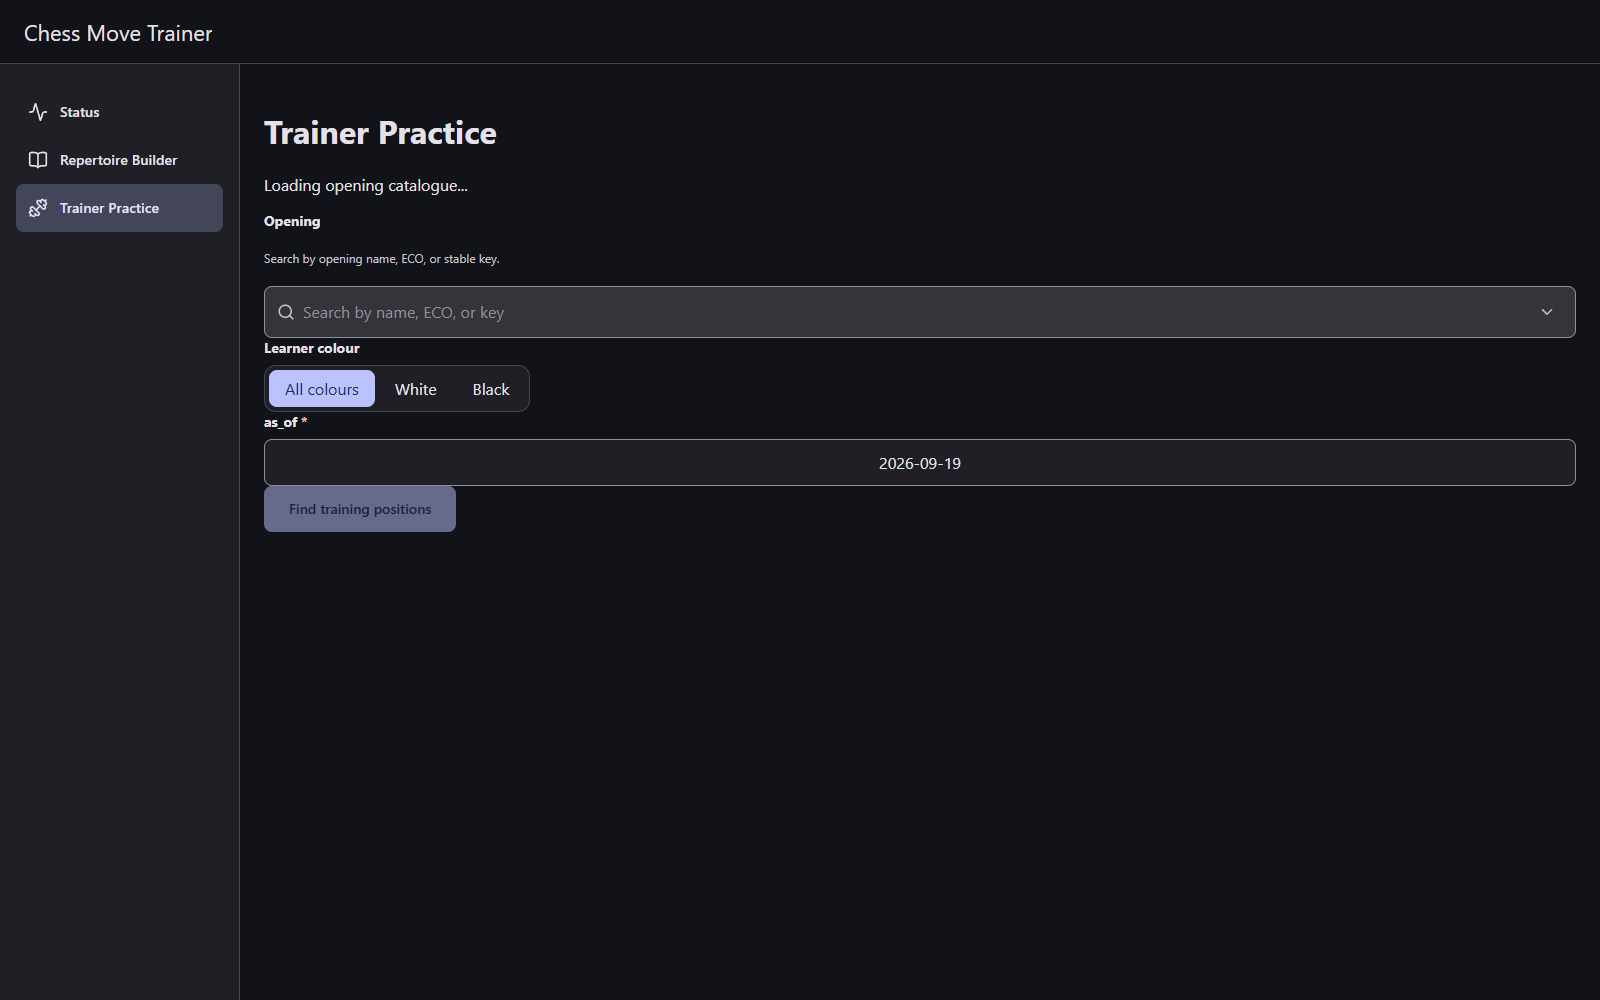 Chess Move Trainer
Status
Repertoire Builder
Trainer Practice
Trainer Practice
Loading opening catalogue...
Opening
Search by opening name, ECO, or stable key.
Search by name, ECO, or key
Learner colour
All colours White Black
as_of *
2026-09-19
Find training positions